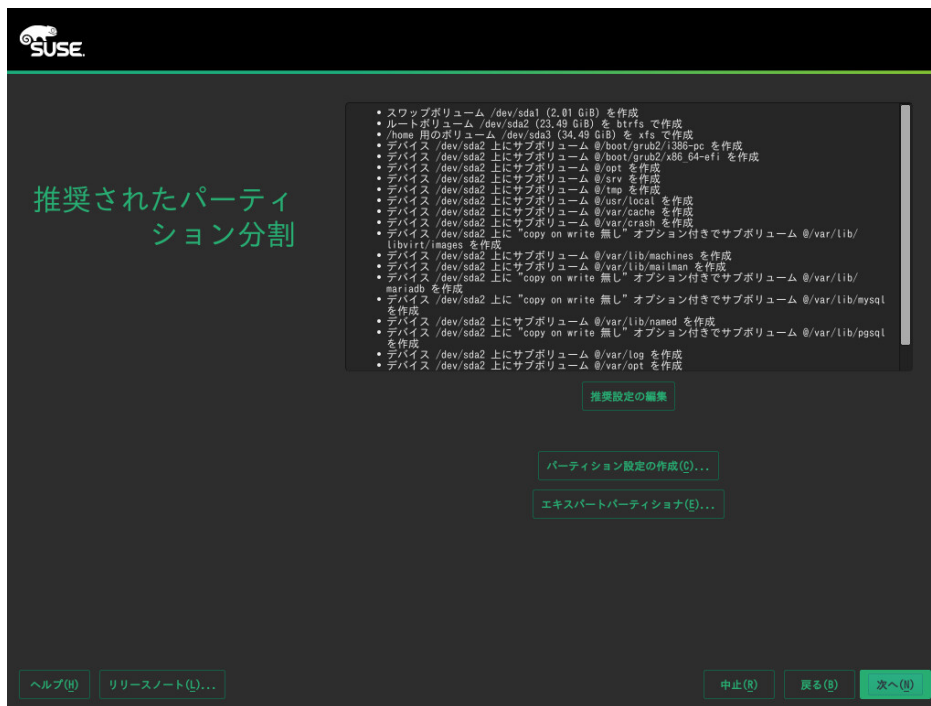 SUSE.
推奨されたパーティ
ション分割
• スワップボリューム /dev/sda1 (2.01 GiB) を作成
• ルートボリューム /dev/sda2 (23.49 GiB) を btrfs で作成
• /home 用のボリューム /dev/sda3 (34.49 GiB) を xfs で作成
• デバイス /dev/sda2 上にサブボリューム @/boot/grub2/i386-pc を作成
• デバイス /dev/sda2 上にサブボリューム @/boot/grub2/x86_64-efi を作成
• デバイス /dev/sda2 上にサブボリューム @/opt を作成
• デバイス /dev/sda2 上にサブボリューム @/srv を作成
• デバイス /dev/sda2 上にサブボリューム @/tmp を作成
• デバイス /dev/sda2 上にサブボリューム @/usr/local を作成
• デバイス /dev/sda2 上にサブボリューム @/var/cache を作成
• デバイス /dev/sda2 上にサブボリューム @/var/crash を作成
• デバイス /dev/sda2 上に "copy on write 無し" オプション付きでサブボリューム @/var/lib/
libvirt/images を作成
• デバイス /dev/sda2 上にサブボリューム @/var/lib/machines を作成
• デバイス /dev/sda2 上にサブボリューム @/var/lib/mailman を作成
• デバイス /dev/sda2 上に "copy on write 無し" オプション付きでサブボリューム @/var/lib/
mariadb を作成
• デバイス /dev/sda2 上に "copy on write 無し" オプション付きでサブボリューム @/var/lib/mysql
を作成
• デバイス /dev/sda2 上にサブボリューム @/var/lib/named を作成
• デバイス /dev/sda2 上に "copy on write 無し" オプション付きでサブボリューム @/var/lib/pgsql
を作成
• デバイス /dev/sda2 上にサブボリューム @/var/log を作成
• デバイス /dev/sda2 上にサブボリューム @/var/opt を作成
推奨設定の編集
パーティション設定の作成(C)...
エキスパートパーティショナ(E)...
ヘルプ(H) リリースノート(L)... 中止(R) 戻る(B) 次へ(N)